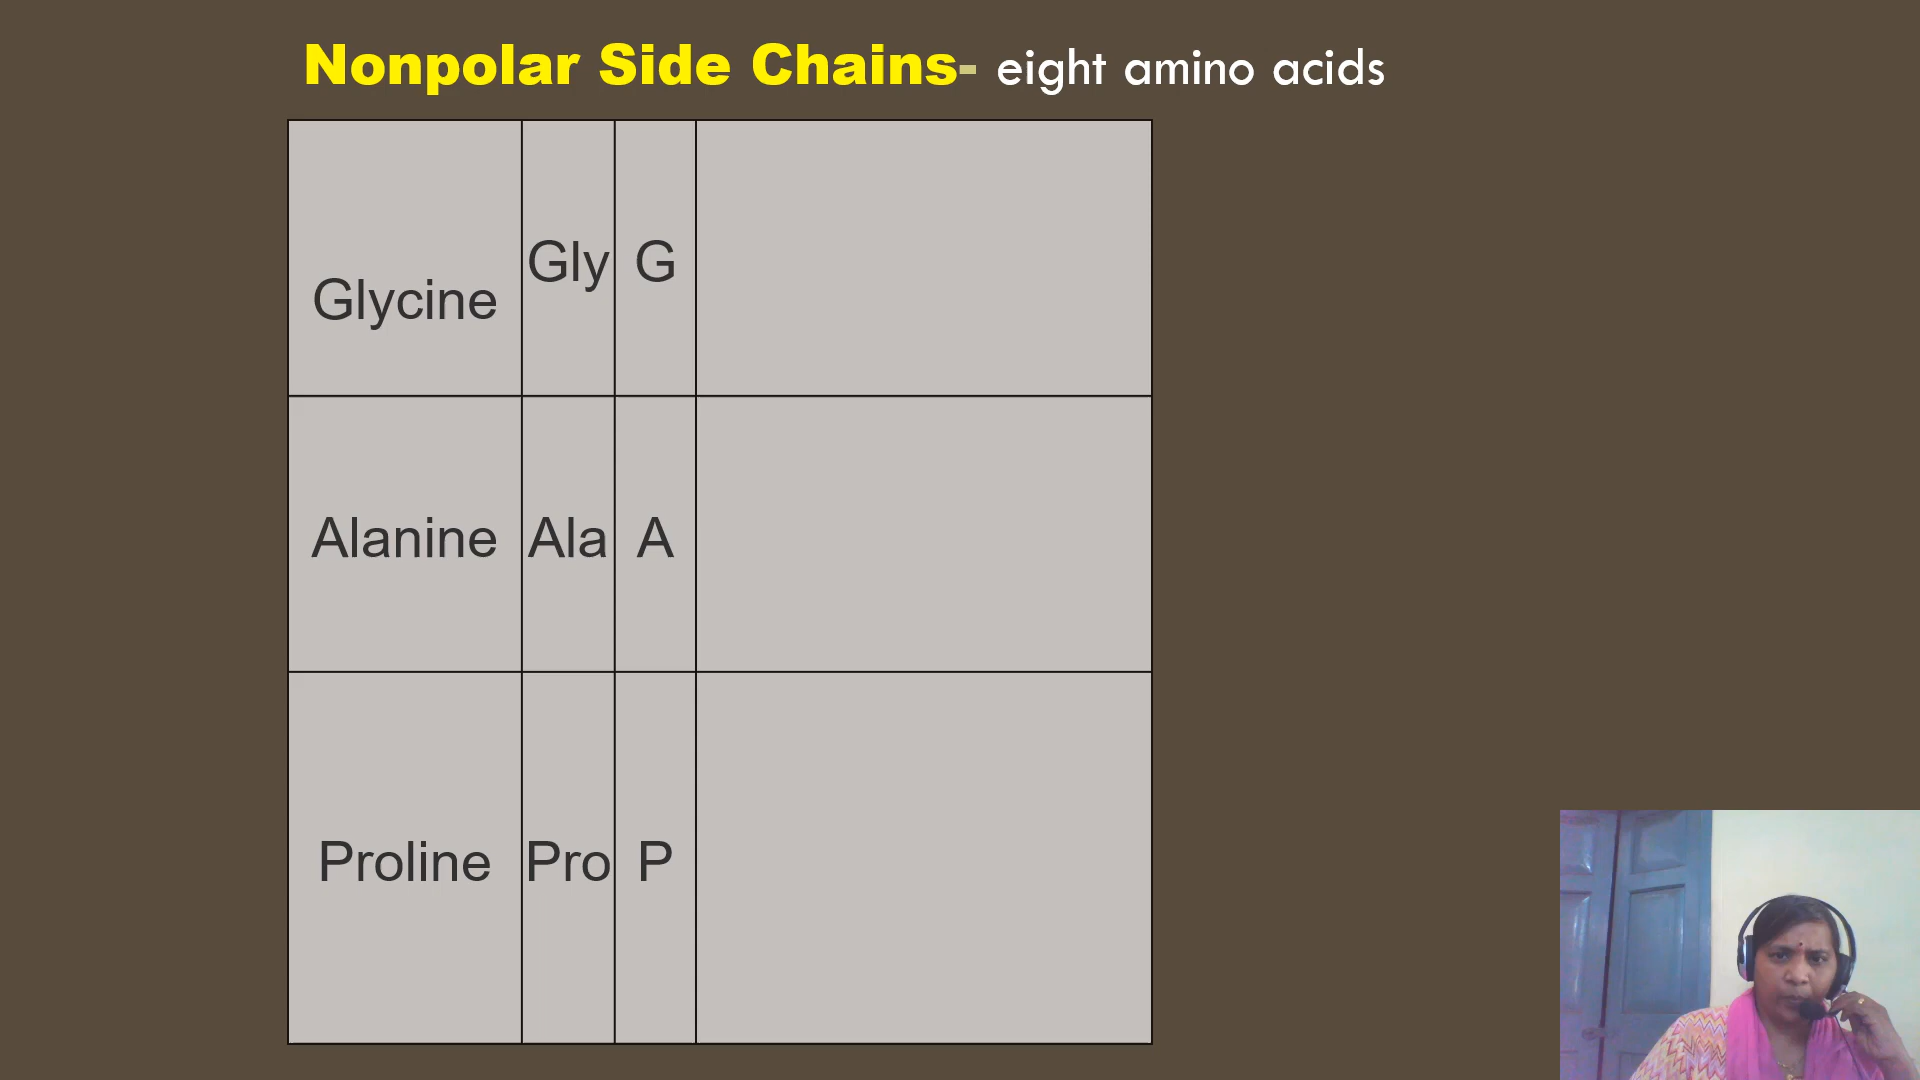 Nonpolar Side Chains- eight amino acids
Glycine Gly G
Alanine Ala A
Proline Pro P